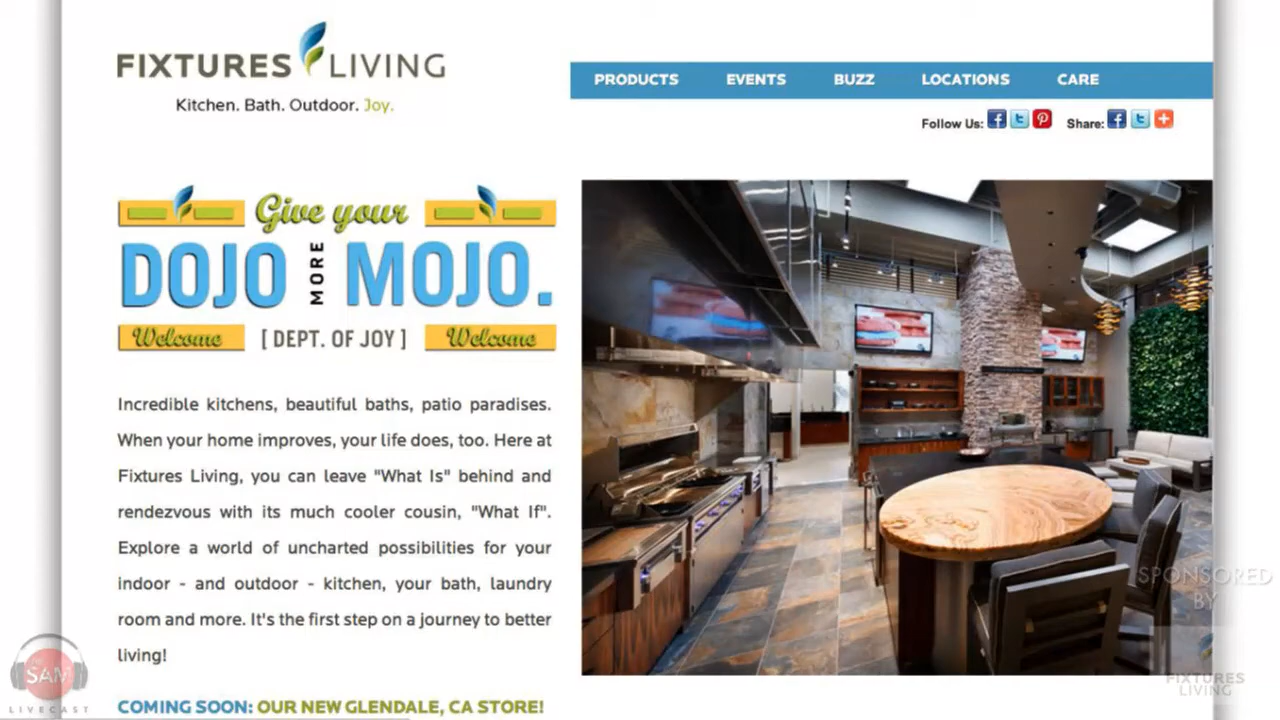 FIXTURES LIVING
Kitchen. Bath. Outdoor. Joy.
PRODUCTS EVENTS BUZZ LOCATIONS CARE
Follow Us: Share:
Give your
DOJO MORE MOJO.
Welcome [ DEPT. OF JOY ] Welcome
Incredible kitchens, beautiful baths, patio paradises.
When your home improves, your life does, too. Here at
Fixtures Living, you can leave "What Is" behind and
rendezvous with its much cooler cousin, "What If".
Explore a world of uncharted possibilities for your
indoor - and outdoor - kitchen, your bath, laundry
room and more. It's the first step on a journey to better
living!
COMING SOON: OUR NEW GLENDALE, CA STORE!
SAM
LIVECAST
SPONSORED
BY
FIXTURES
LIVING